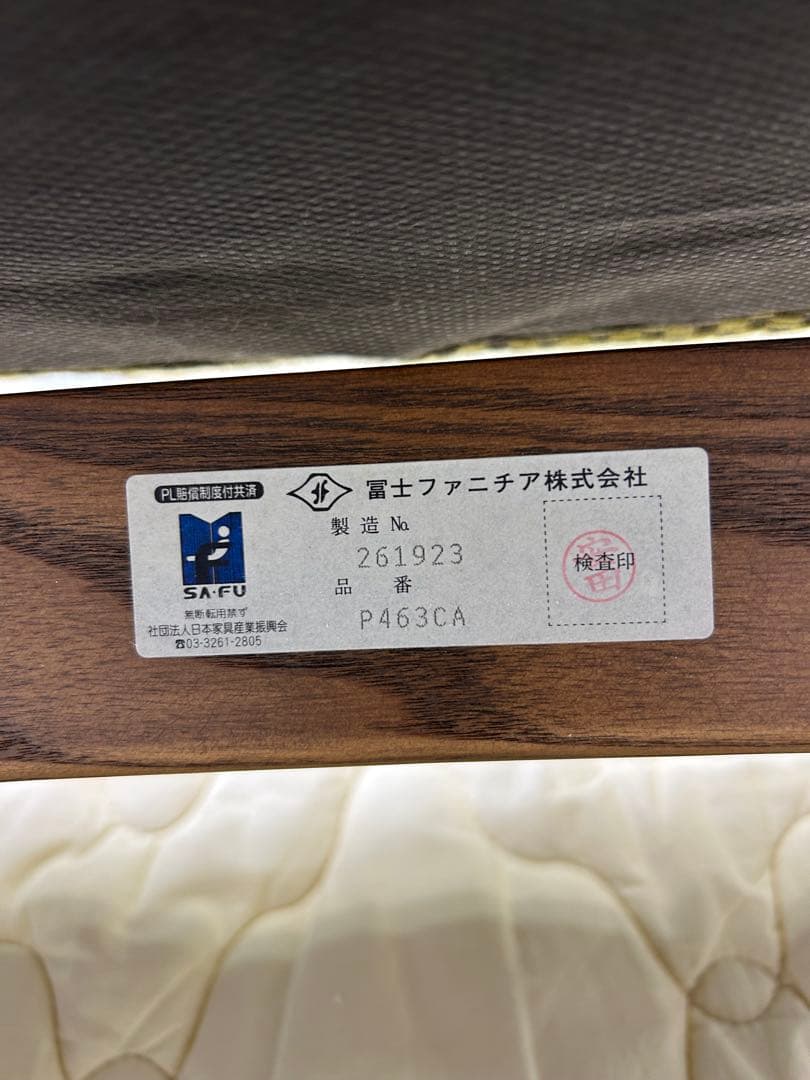 PL賠償制度付共済
SA・FU
無断転用禁ず
社団法人日本家具産業振興会
☎03-3261-2805
冨士ファニチア株式会社
製造 No.
261923
品番
P463CA
検査印